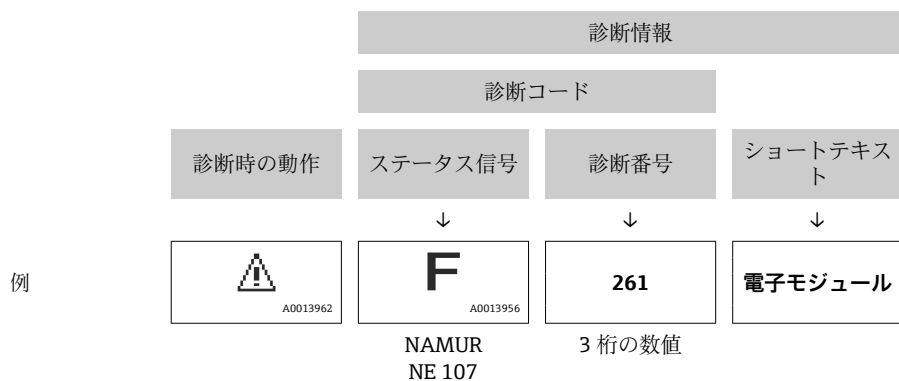 診断情報
診断コード
診断時の動作
ステータス信号
診断番号
ショートテキス
ト
↓
↓
↓
例
A0013962
F
A0013956
261
電子モジュール
NAMUR
NE 107
3 桁の数値